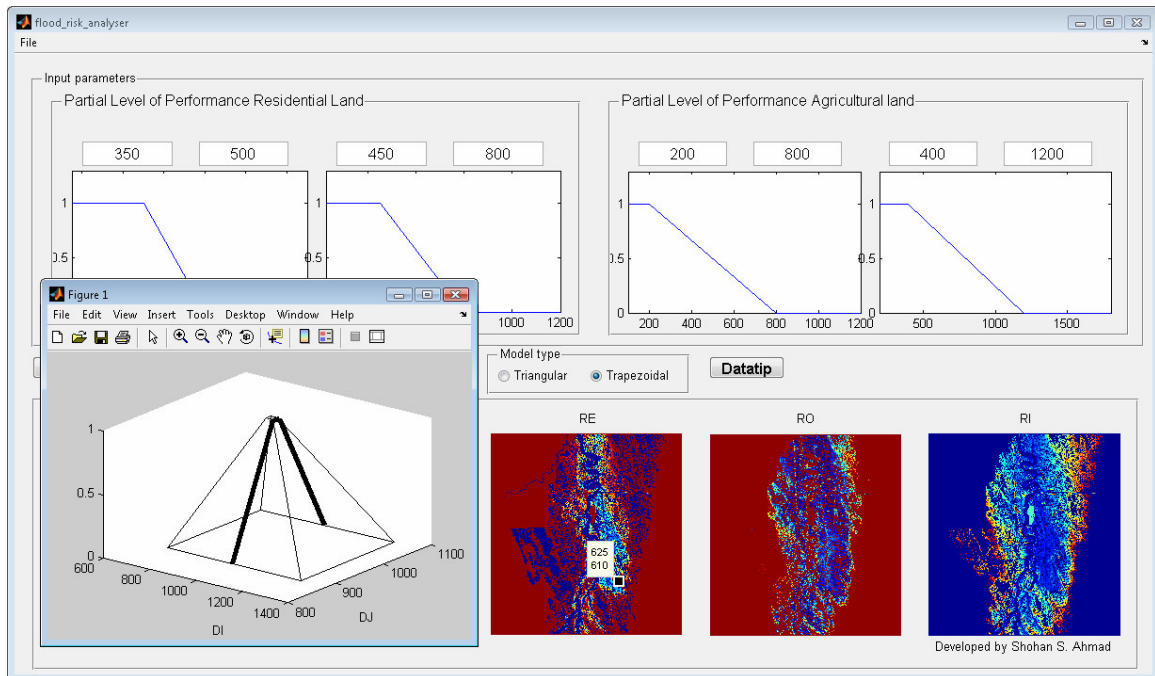 flood_risk_analyser
File
Input parameters
Partial Level of Performance Residential Land
Partial Level of Performance Agricultural land
350 500 450 800
200 800 400 1200
1
0.5
1
0.5
1000 1200
1
0.5
0
200 400 600 800 1000 1200
1
0.5
0
500 1000 1500
Figure 1
File Edit View Insert Tools Desktop Window Help
1
0.5
0
600 800 1000 1200 1400
DI
800 900 1000 1100
DJ
Model type
Triangular Trapezoidal
Datatip
RE RO RI
625
610
Developed by Shohan S. Ahmad